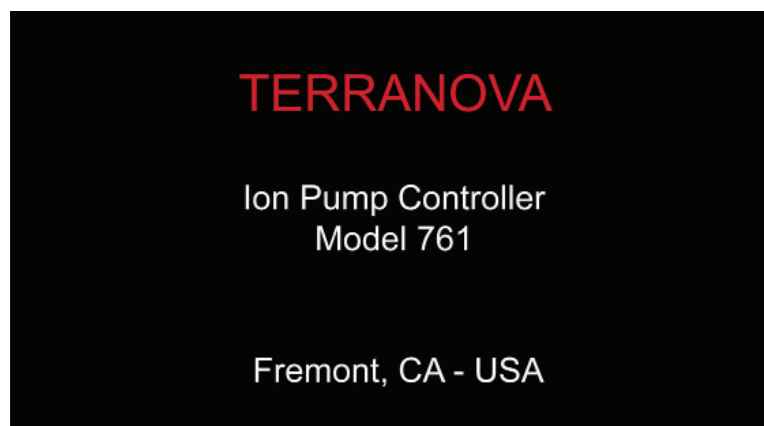 TERRANOVA
Ion Pump Controller
Model 761
Fremont, CA - USA